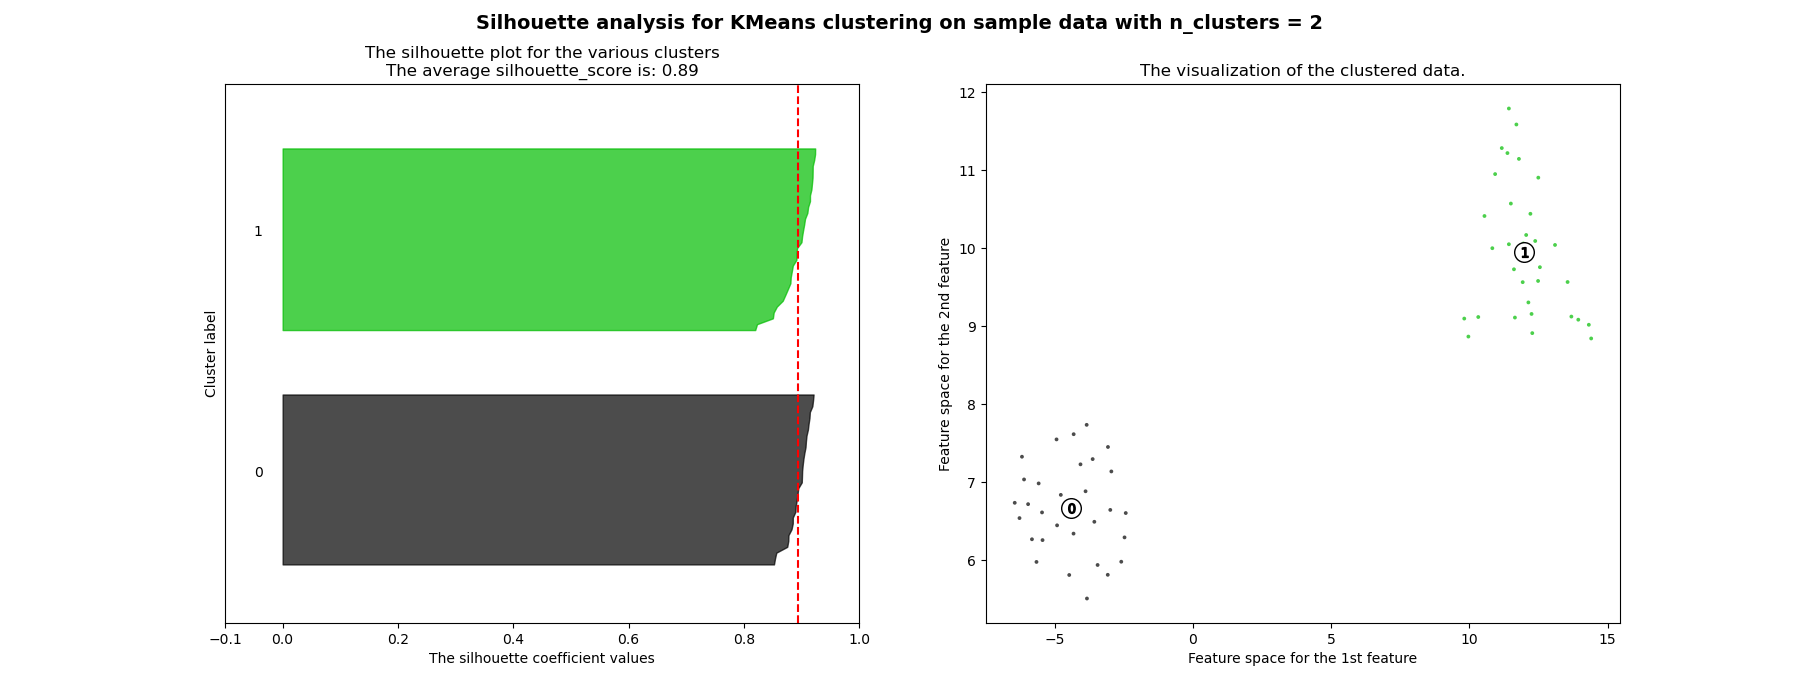 Silhouette analysis for KMeans clustering on sample data with n_clusters = 2
The silhouette plot for the various clusters
The average silhouette_score is: 0.89
1
0
Cluster label
−0.1 0.0 0.2 0.4 0.6 0.8 1.0
The silhouette coefficient values
The visualization of the clustered data.
12
11
10
9
8
7
6
Feature space for the 2nd feature
1
0
−5 0 5 10 15
Feature space for the 1st feature